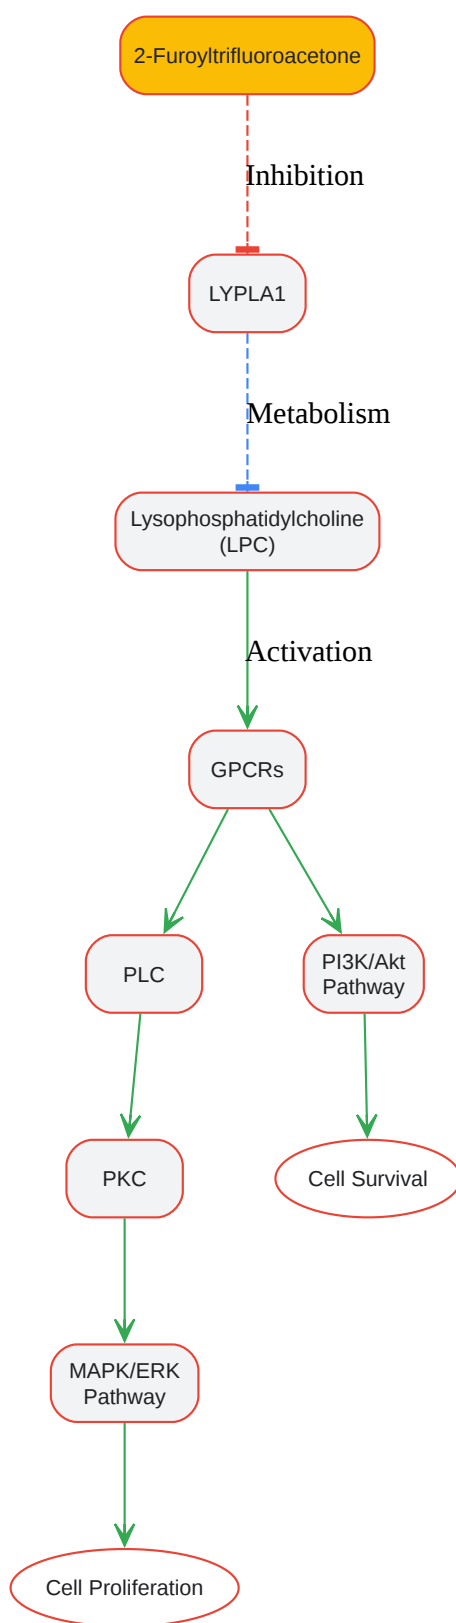 2-Furoyltrifluoroacetone
Inhibition
LYPLA1
Metabolism
Lysophosphatidylcholine
(LPC)
Activation
GPCRs
PLC
PI3K/Akt
Pathway
PKC
Cell Survival
MAPK/ERK
Pathway
Cell Proliferation